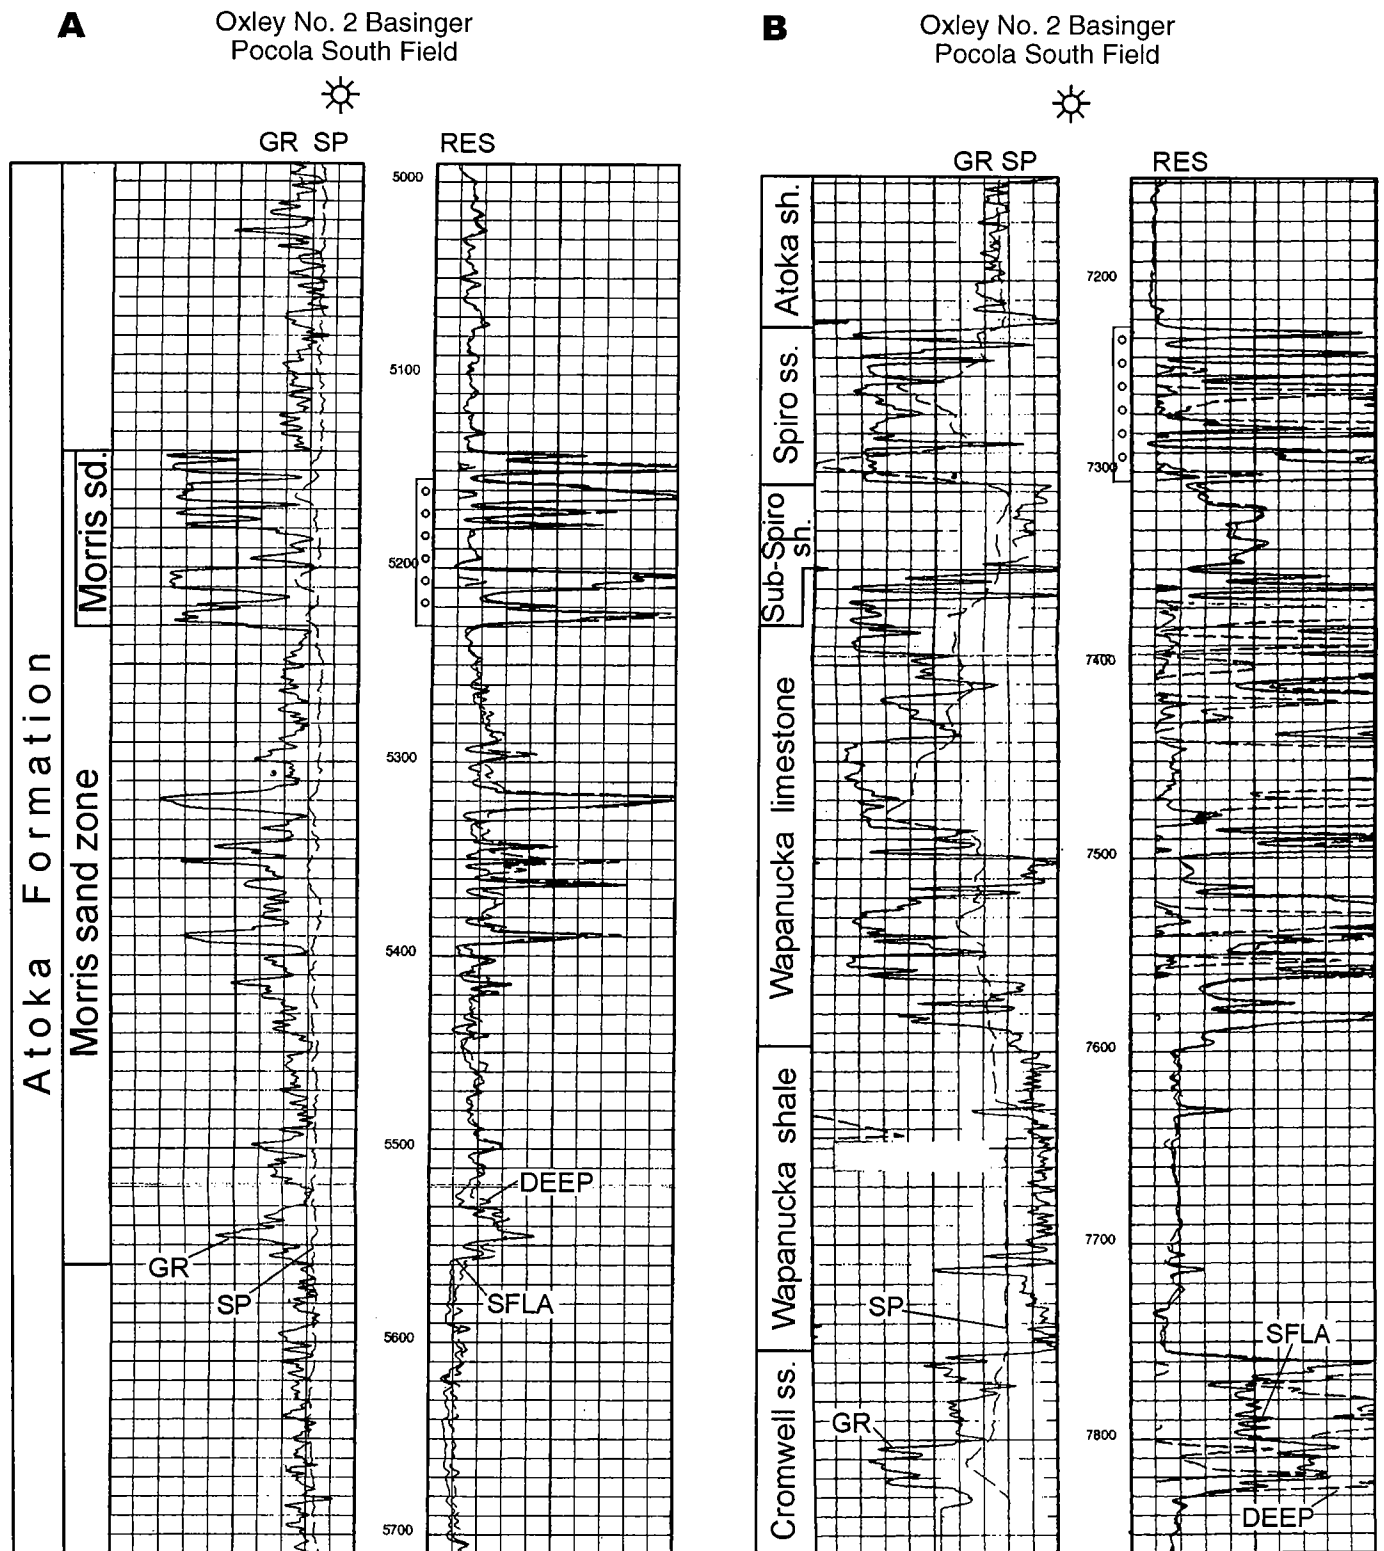 A
Oxley No. 2 Basinger
Pocola South Field
GR SP
RES
Atoka Formation
Morris sd.
Morris sand zone
5000
5100
5200
5300
5400
5500
5600
5700
DEEP
GR
SP
SFLA
B
Oxley No. 2 Basinger
Pocola South Field
GR SP
RES
Atoka sh.
Spiro ss.
Sub-Spiro
sh.
Wapanucka limestone
Wapanucka shale
Cromwell ss.
7200
7300
7400
7500
7600
7700
7800
SP
SFLA
GR
DEEP